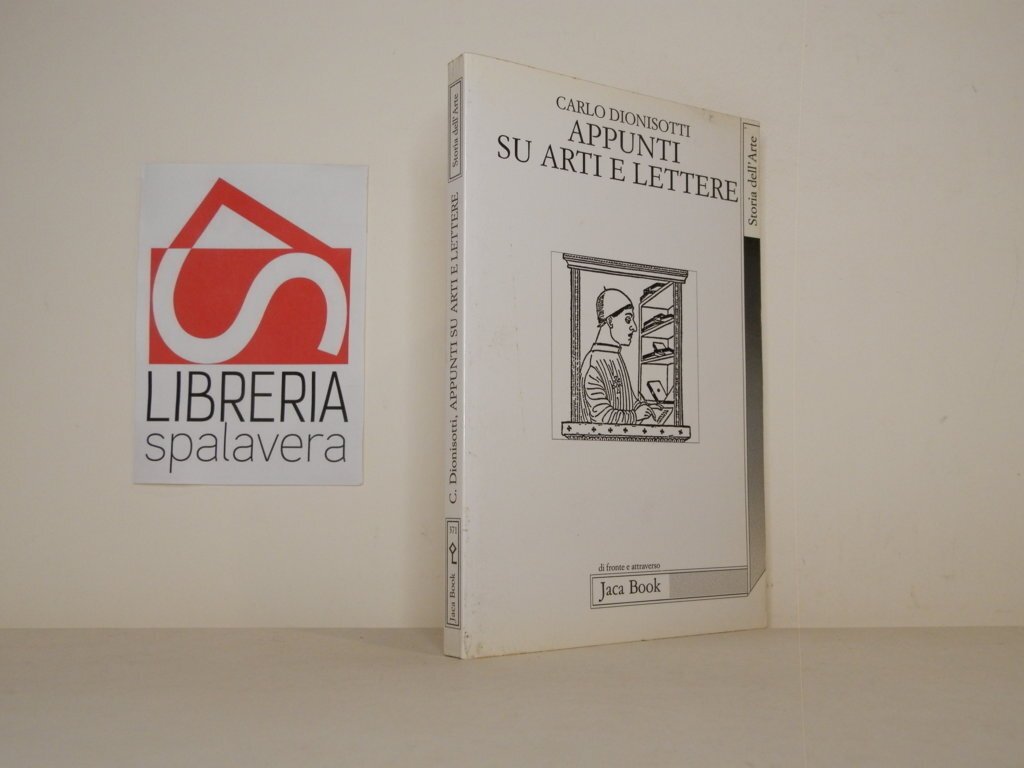 LIBRERIA
spalavera
Storia dell'Arte
C. Dionisotti, APPUNTI SU ARTI E LETTERE
371
Jaca Book
CARLO DIONISOTTI
APPUNTI
SU ARTI E LETTERE
Storia dell'Arte
di fronte e attraverso
Jaca Book